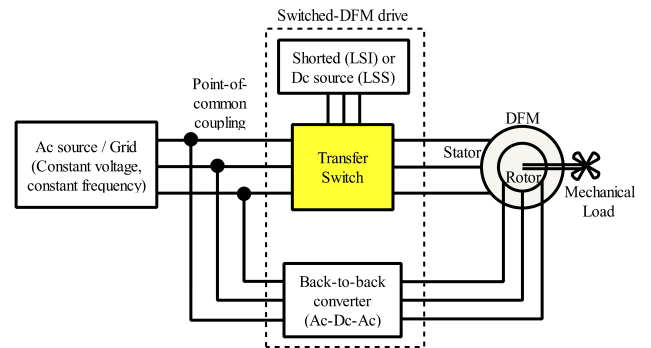 Switched-DFM drive
Shorted (LSI) or
Dc source (LSS)
Point-of-
common
coupling
Ac source / Grid
(Constant voltage,
constant frequency)
Transfer
Switch
DFM
Stator
Rotor
Mechanical
Load
Back-to-back
converter
(Ac-Dc-Ac)